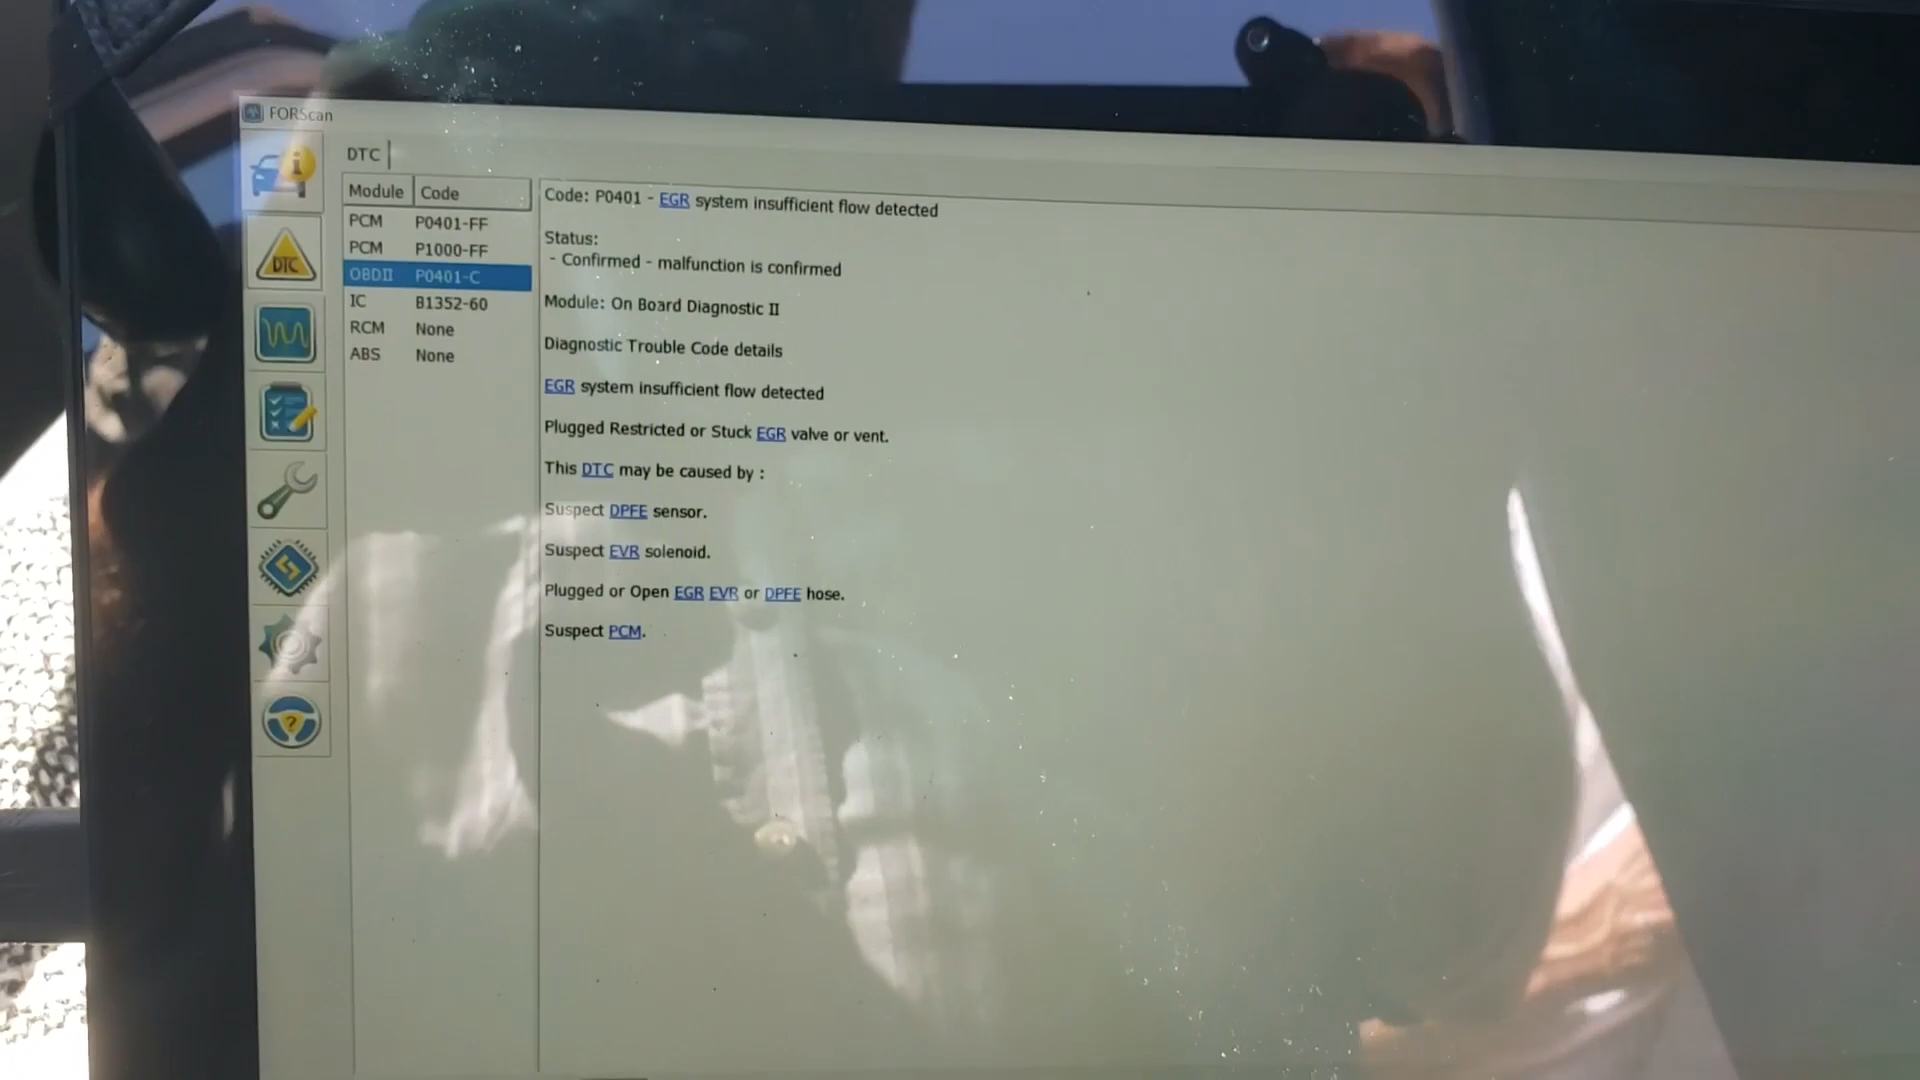 FORScan
DTC
Module Code
PCM P0401-FF
PCM P1000-FF
OBDII P0401-C
IC B1352-60
RCM None
ABS None
Code: P0401 - EGR system insufficient flow detected
Status:
- Confirmed - malfunction is confirmed
Module: On Board Diagnostic II
Diagnostic Trouble Code details
EGR system insufficient flow detected
Plugged Restricted or Stuck EGR valve or vent.
This DTC may be caused by :
Suspect DPFE sensor.
Suspect EVR solenoid.
Plugged or Open EGR EVR or DPFE hose.
Suspect PCM.
i
DTC
?